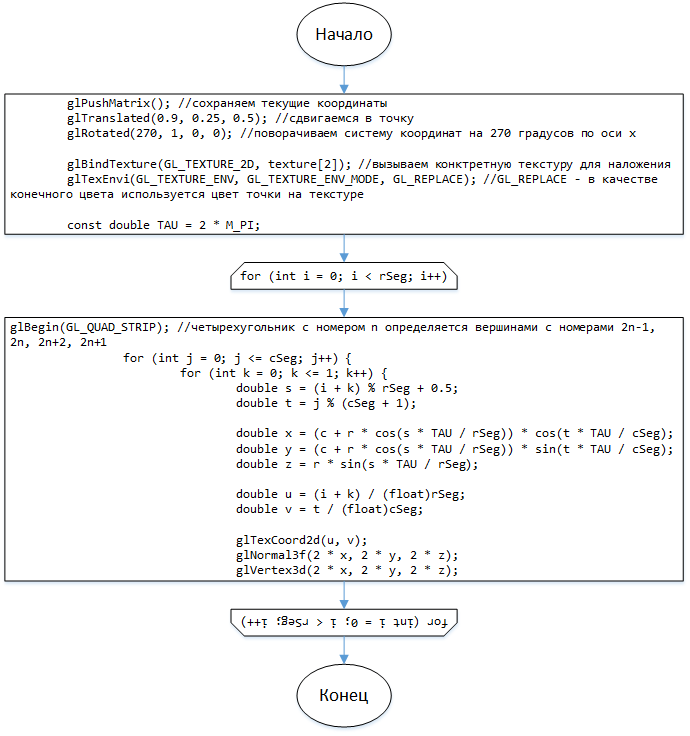 Начало
glPushMatrix(); //сохраняем текущие координаты
glTranslated(0.9, 0.25, 0.5); //сдвигаемся в точку
glRotated(270, 1, 0, 0); //поворачиваем систему координат на 270 градусов по оси x
glBindTexture(GL_TEXTURE_2D, texture[2]); //вызываем конктретную текстуру для наложения
glTexEnvi(GL_TEXTURE_ENV, GL_TEXTURE_ENV_MODE, GL_REPLACE); //GL_REPLACE - в качестве
конечного цвета используется цвет точки на текстуре
const double TAU = 2 * M_PI;
for (int i = 0; i < rSeg; i++)
glBegin(GL_QUAD_STRIP); //четырехугольник с номером n определяется вершинами с номерами 2n-1,
2n, 2n+2, 2n+1
for (int j = 0; j <= cSeg; j++) {
for (int k = 0; k <= 1; k++) {
double s = (i + k) % rSeg + 0.5;
double t = j % (cSeg + 1);
double x = (c + r * cos(s * TAU / rSeg)) * cos(t * TAU / cSeg);
double y = (c + r * cos(s * TAU / rSeg)) * sin(t * TAU / cSeg);
double z = r * sin(s * TAU / rSeg);
double u = (i + k) / (float)rSeg;
double v = t / (float)cSeg;
glTexCoord2d(u, v);
glNormal3f(2 * x, 2 * y, 2 * z);
glVertex3d(2 * x, 2 * y, 2 * z);
for (int i = 0; i < rSeg; i++)
Конец